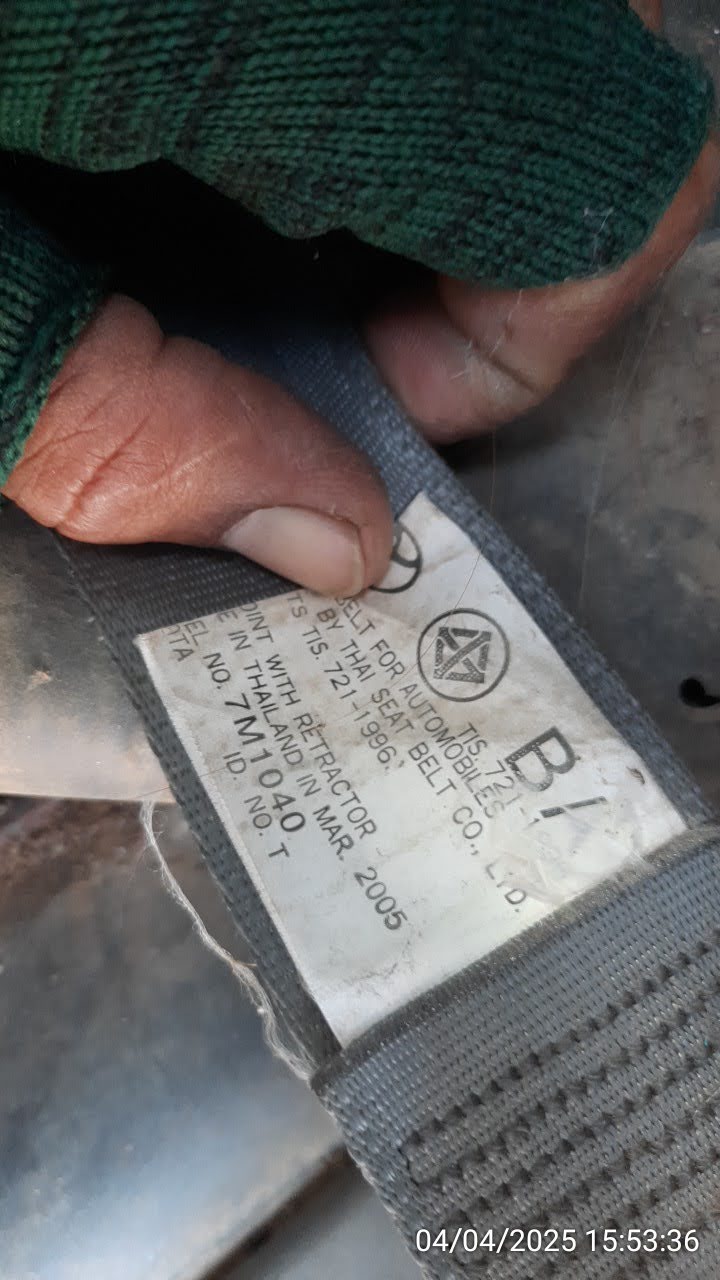 B/
TIS. 721-
BELT FOR AUTOMOBILES
BY THAI SEAT BELT CO., LTD.
TS TIS. 721-1996.
OINT WITH RETRACTOR -
E IN THAILAND IN MAR. 2005
EL NO. 7M1040
ID. NO. T
04/04/2025 15:53:36